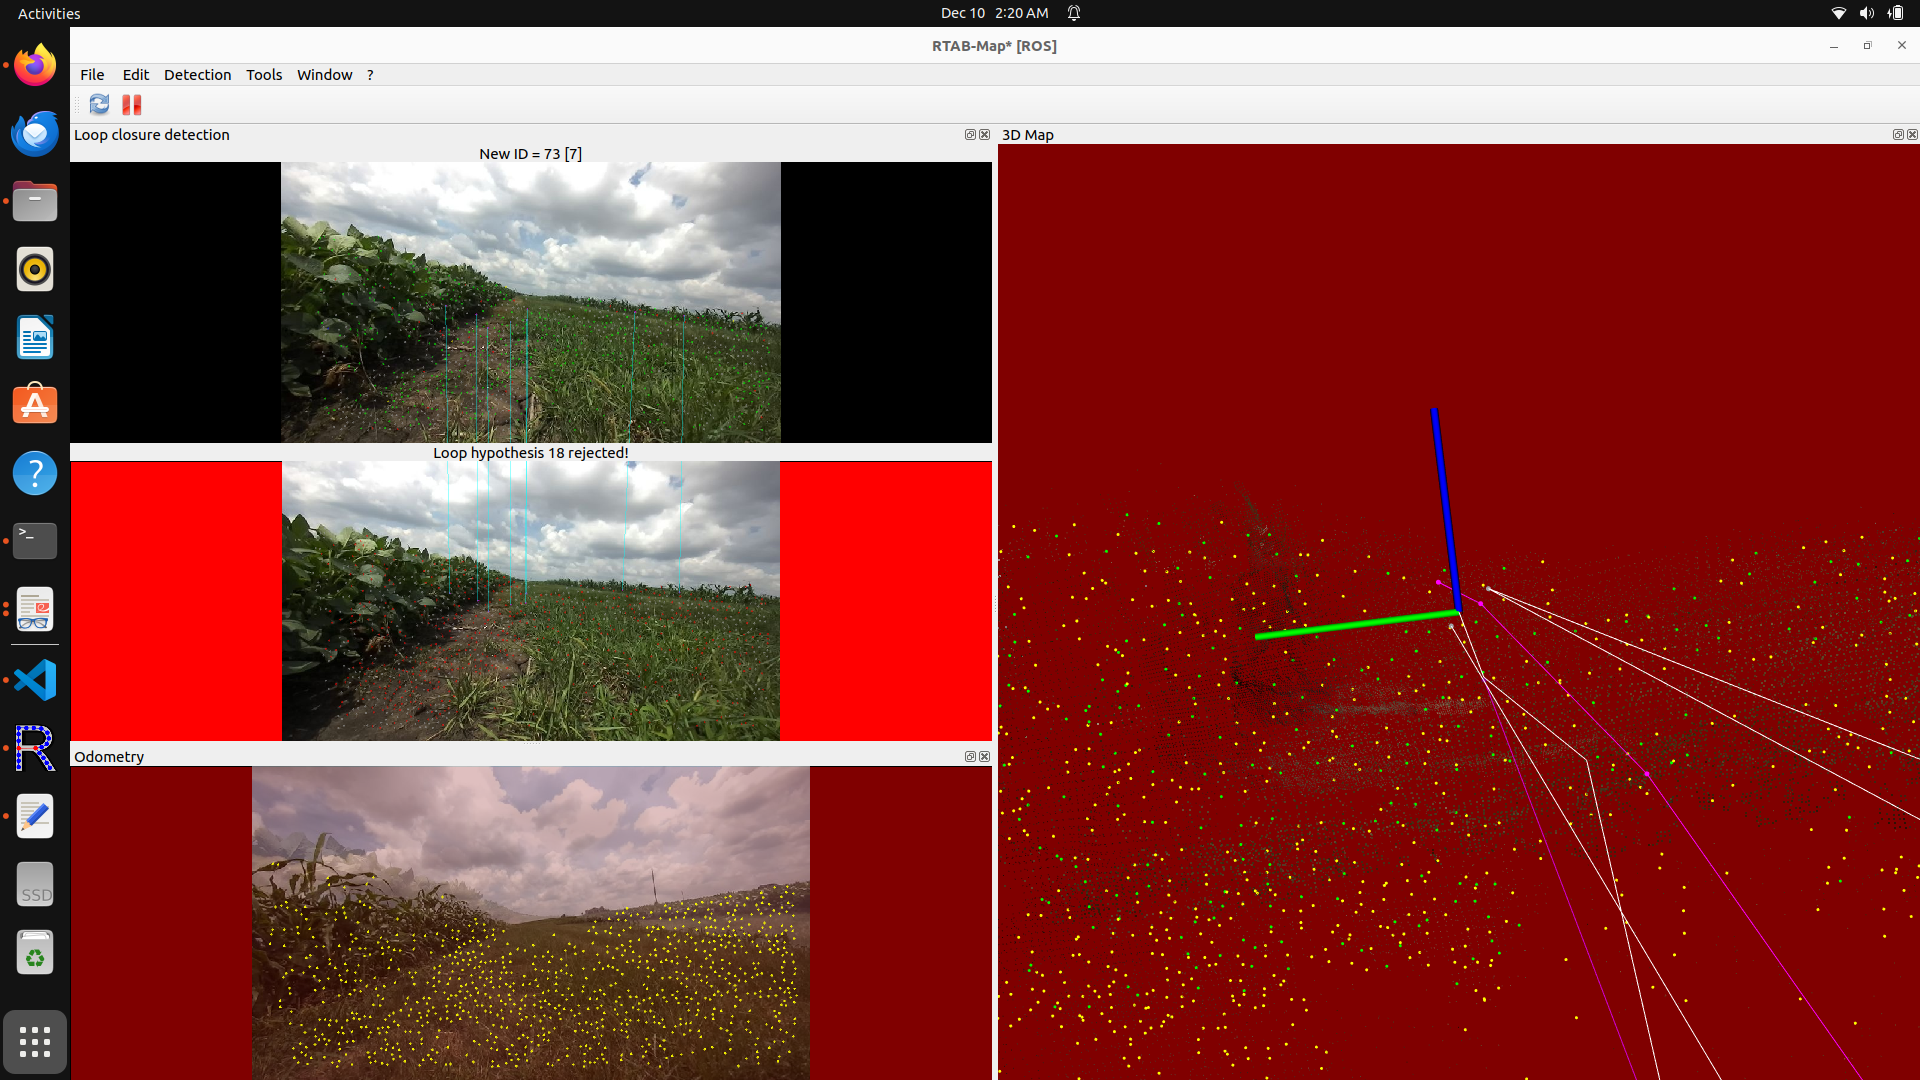 Activities
Dec 10 2:20 AM
RTAB-Map* [ROS]
File Edit Detection Tools Window ?
Loop closure detection
New ID = 73 [7]
Loop hypothesis 18 rejected!
Odometry
3D Map
>_
SSD